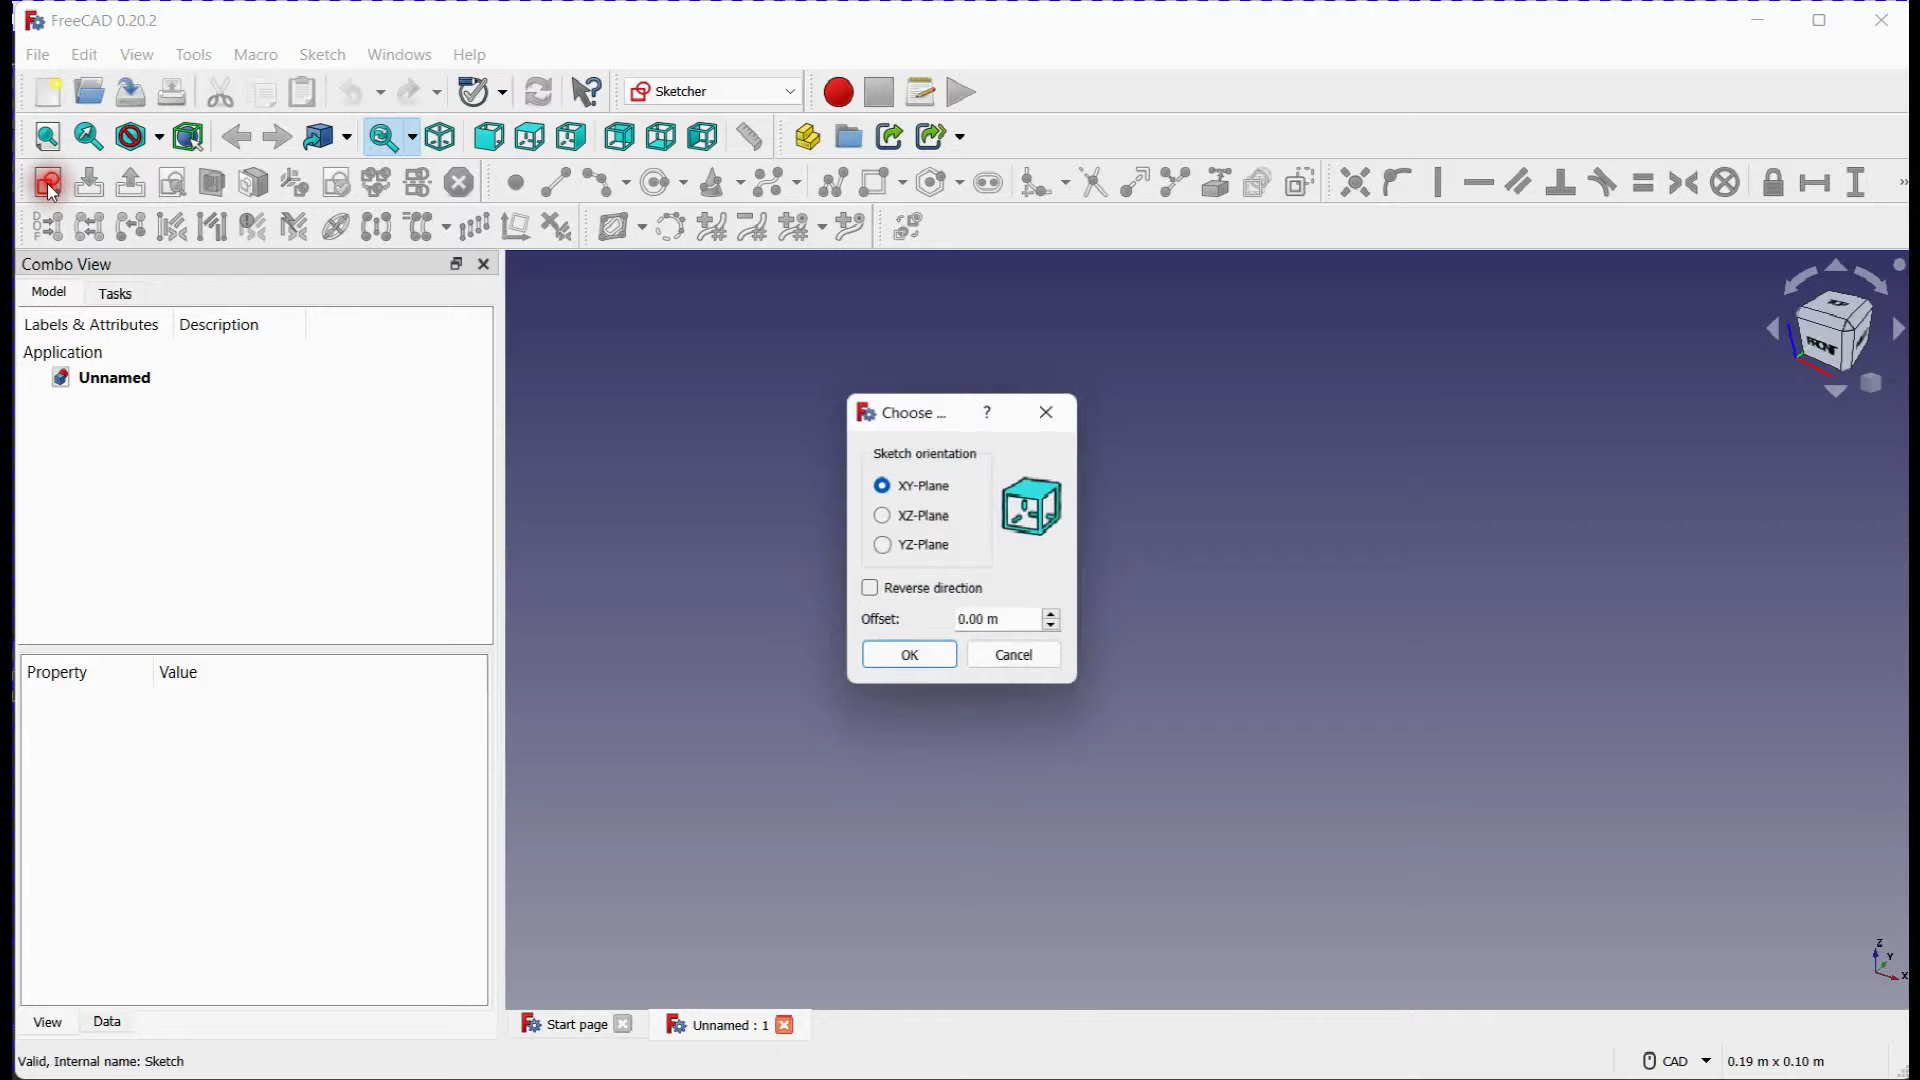 FreeCAD 0.20.2
File Edit View Tools Macro Sketch Windows Help
Sketcher
Combo View
Model Tasks
Labels & Attributes Description
Application
Unnamed
FRONT
Choose ...
Sketch orientation
XY-Plane
XZ-Plane
YZ-Plane
Reverse direction
Offset: 0.00 m
OK Cancel
Property Value
Z
Y
X
View Data
Start page Unnamed : 1
Valid, Internal name: Sketch
CAD 0.19 m x 0.10 m